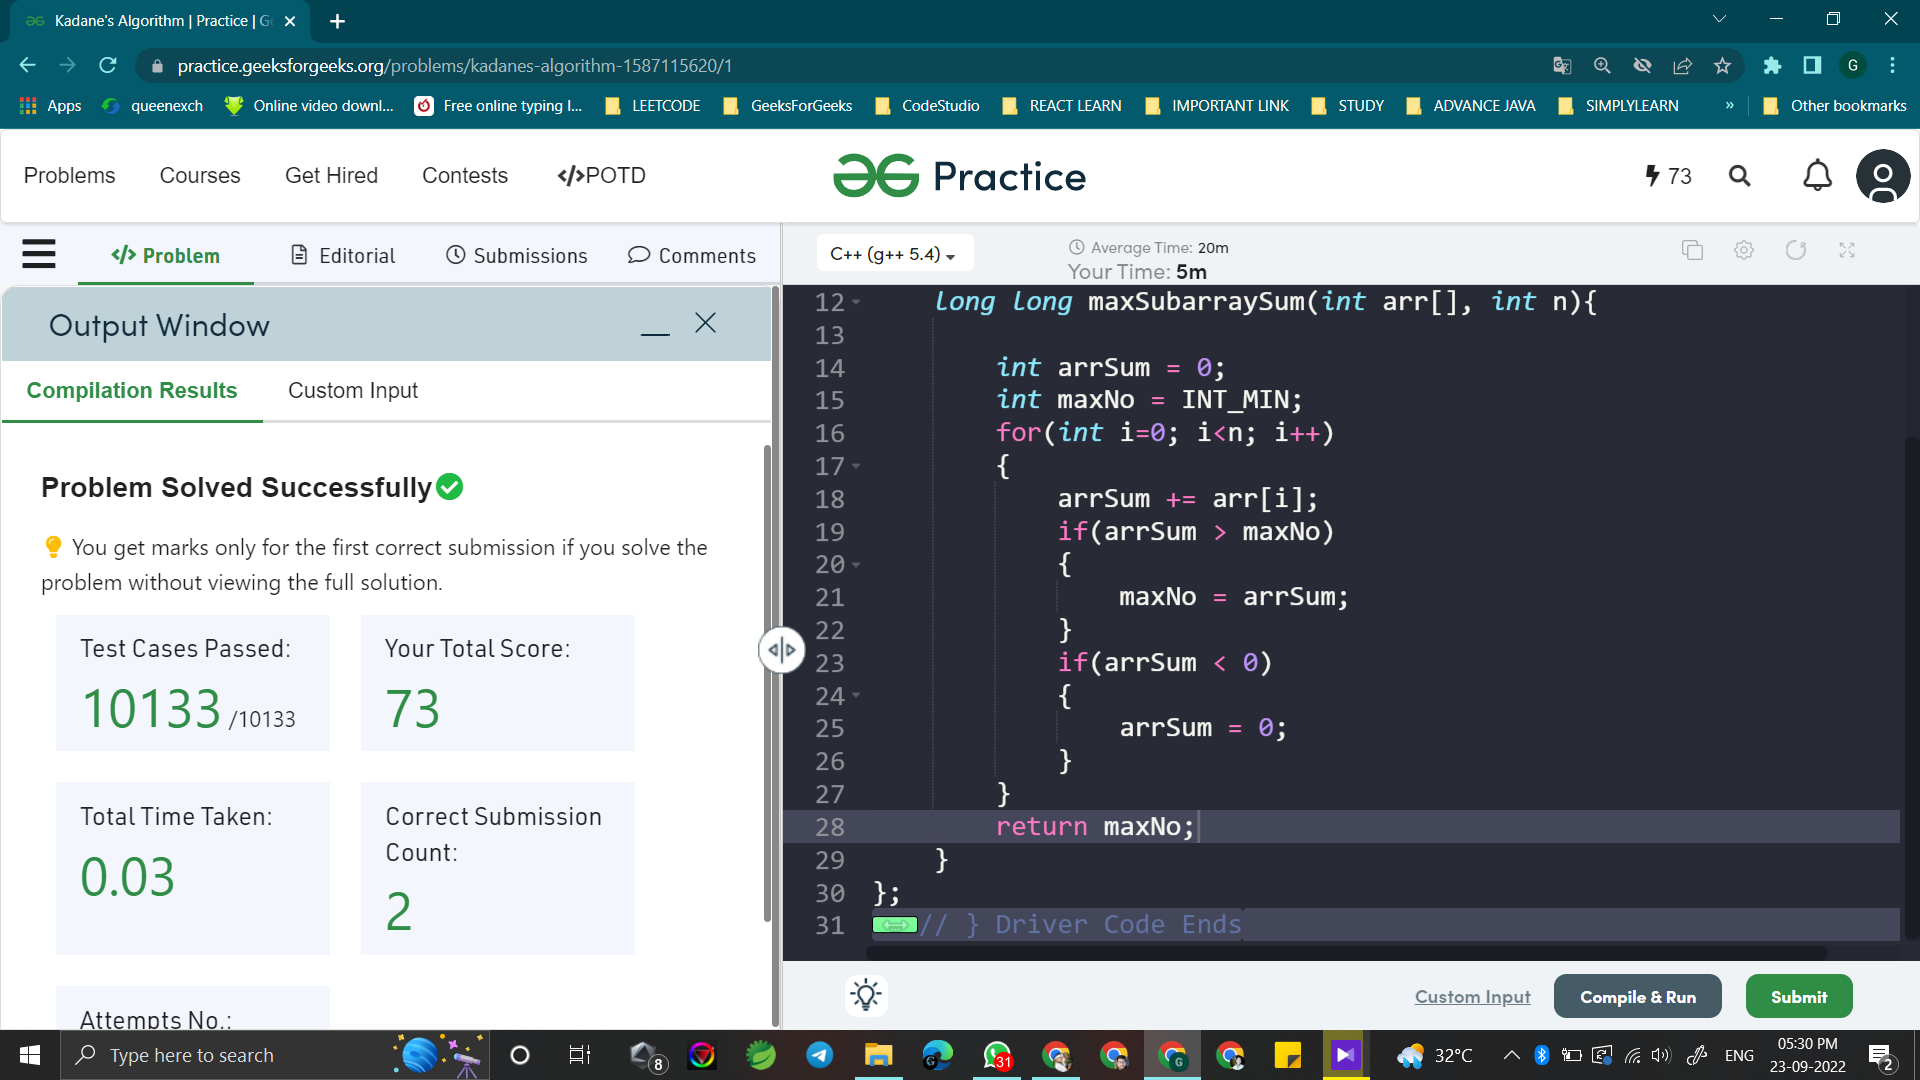 Kadane's Algorithm | Practice | G
practice.geeksforgeeks.org/problems/kadanes-algorithm-1587115620/1
G
Apps queenexch Online video downl... Free online typing I... LEETCODE GeeksForGeeks CodeStudio REACT LEARN IMPORTANT LINK STUDY ADVANCE JAVA SIMPLYLEARN » Other bookmarks
Problems Courses Get Hired Contests </>POTD Practice 73
</> Problem Editorial Submissions Comments
C++ (g++ 5.4)
Average Time: 20m
Your Time: 5m
Output Window
Compilation Results Custom Input
Problem Solved Successfully
You get marks only for the first correct submission if you solve the
problem without viewing the full solution.
Test Cases Passed:
10133 /10133
Your Total Score:
73
Total Time Taken:
0.03
Correct Submission
Count:
2
Attempts No.:
12 long long maxSubarraySum(int arr[], int n){
13
14 int arrSum = 0;
15 int maxNo = INT_MIN;
16 for(int i=0; i<n; i++)
17 {
18 arrSum += arr[i];
19 if(arrSum > maxNo)
20 {
21 maxNo = arrSum;
22 }
23 if(arrSum < 0)
24 {
25 arrSum = 0;
26 }
27 }
28 return maxNo;
29 }
30 };
31 // } Driver Code Ends
Custom Input Compile & Run Submit
Type here to search
8
31
G
32°C
ENG
05:30 PM
23-09-2022
2